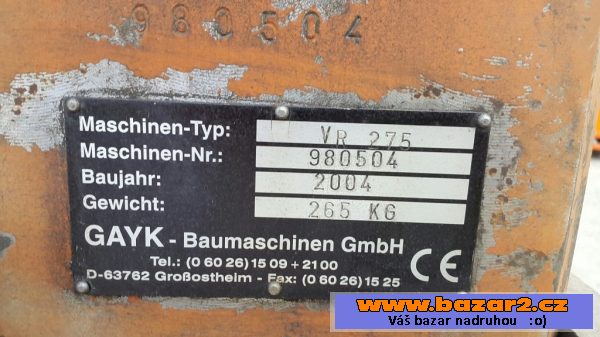 980504
Maschinen-Typ: VR 275
Maschinen-Nr.: 980504
Baujahr: 2004
Gewicht: 265 KG
GAYK - Baumaschinen GmbH
Tel.: (0 60 26) 15 09 + 21 00
D-63762 Großostheim - Fax: (0 60 26) 15 25
CE
www.bazar2.cz
Váš bazar nadruhou :o)